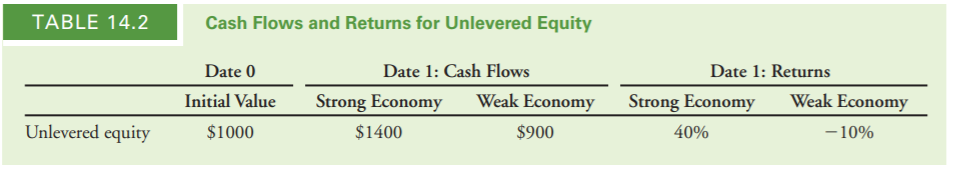 TABLE 14.2 Cash Flows and Returns for Unlevered Equity
Date 0 Date 1: Cash Flows Date 1: Returns
Initial Value Strong Economy Weak Economy Strong Economy Weak Economy
Unlevered equity $1000 $1400 $900 40% −10%